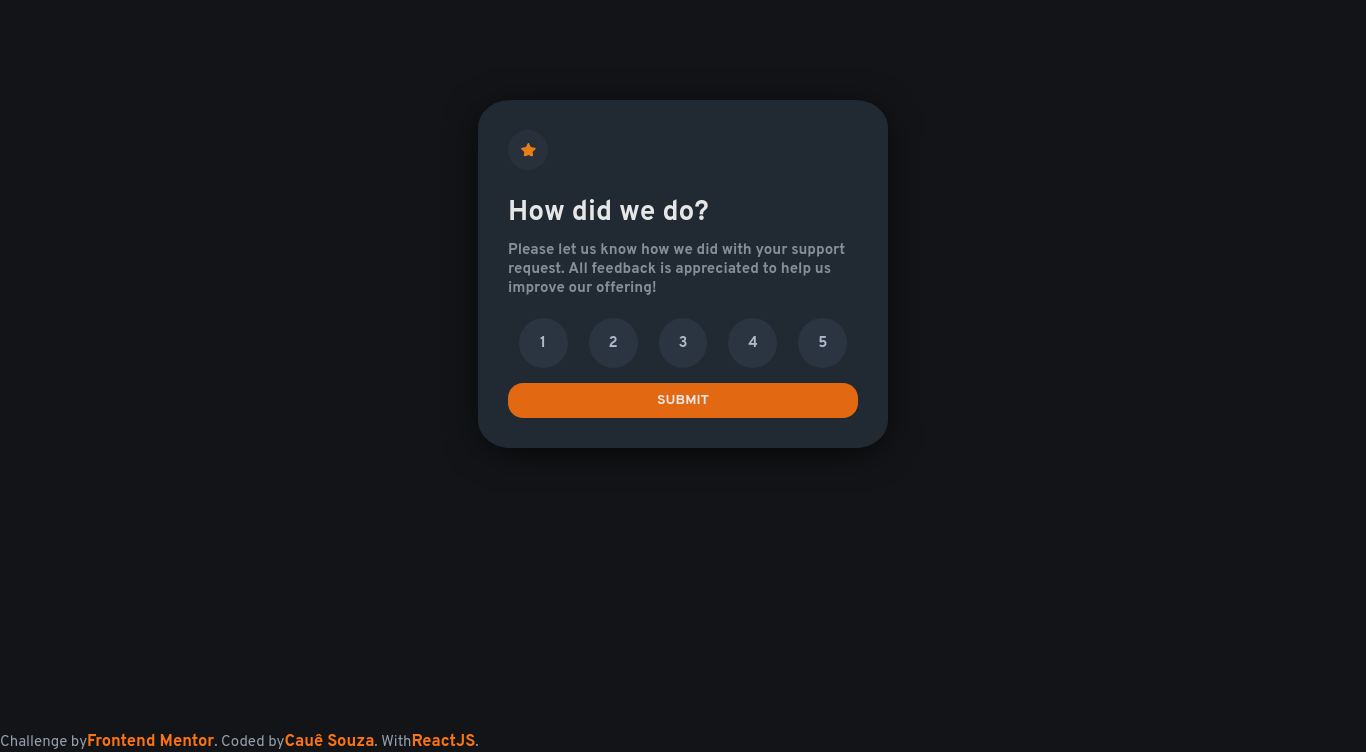 How did we do?
Please let us know how we did with your support
request. All feedback is appreciated to help us
improve our offering!
1 2 3 4 5
SUBMIT
Challenge byFrontend Mentor. Coded byCauê Souza. WithReactJS.